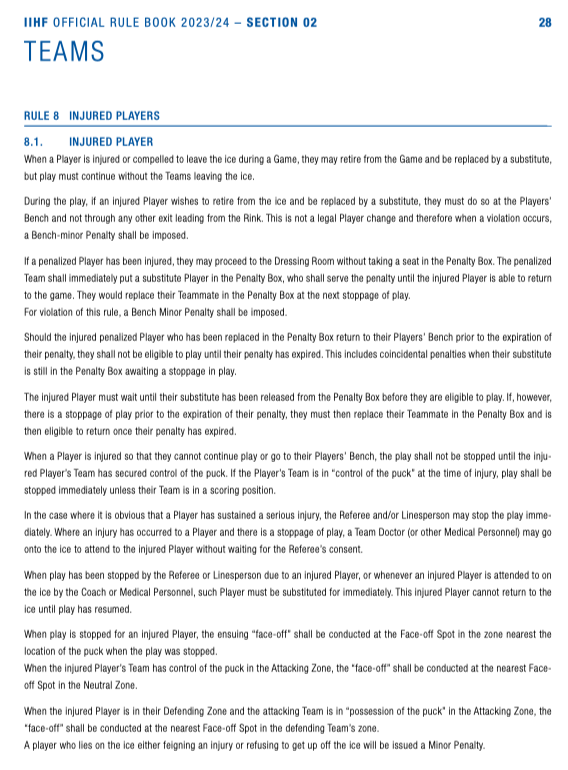 IIHF OFFICIAL RULE BOOK 2023/24 – SECTION 02 28
TEAMS
RULE 8 INJURED PLAYERS
8.1. INJURED PLAYER
When a Player is injured or compelled to leave the ice during a Game, they may retire from the Game and be replaced by a substitute,
but play must continue without the Teams leaving the ice.
During the play, if an injured Player wishes to retire from the ice and be replaced by a substitute, they must do so at the Players'
Bench and not through any other exit leading from the Rink. This is not a legal Player change and therefore when a violation occurs,
a Bench-minor Penalty shall be imposed.
If a penalized Player has been injured, they may proceed to the Dressing Room without taking a seat in the Penalty Box. The penalized
Team shall immediately put a substitute Player in the Penalty Box, who shall serve the penalty until the injured Player is able to return
to the game. They would replace their Teammate in the Penalty Box at the next stoppage of play.
For violation of this rule, a Bench Minor Penalty shall be imposed.
Should the injured penalized Player who has been replaced in the Penalty Box return to their Players' Bench prior to the expiration of
their penalty, they shall not be eligible to play until their penalty has expired. This includes coincidental penalties when their substitute
is still in the Penalty Box awaiting a stoppage in play.
The injured Player must wait until their substitute has been released from the Penalty Box before they are eligible to play. If, however,
there is a stoppage of play prior to the expiration of their penalty, they must then replace their Teammate in the Penalty Box and is
then eligible to return once their penalty has expired.
When a Player is injured so that they cannot continue play or go to their Players' Bench, the play shall not be stopped until the inju-
red Player's Team has secured control of the puck. If the Player's Team is in "control of the puck" at the time of injury, play shall be
stopped immediately unless their Team is in a scoring position.
In the case where it is obvious that a Player has sustained a serious injury, the Referee and/or Linesperson may stop the play imme-
diately. Where an injury has occurred to a Player and there is a stoppage of play, a Team Doctor (or other Medical Personnel) may go
onto the ice to attend to the injured Player without waiting for the Referee's consent.
When play has been stopped by the Referee or Linesperson due to an injured Player, or whenever an injured Player is attended to on
the ice by the Coach or Medical Personnel, such Player must be substituted for immediately. This injured Player cannot return to the
ice until play has resumed.
When play is stopped for an injured Player, the ensuing "face-off" shall be conducted at the Face-off Spot in the zone nearest the
location of the puck when the play was stopped.
When the injured Player's Team has control of the puck in the Attacking Zone, the "face-off" shall be conducted at the nearest Face-
off Spot in the Neutral Zone.
When the injured Player is in their Defending Zone and the attacking Team is in "possession of the puck" in the Attacking Zone, the
"face-off" shall be conducted at the nearest Face-off Spot in the defending Team's zone.
A player who lies on the ice either feigning an injury or refusing to get up off the ice will be issued a Minor Penalty.